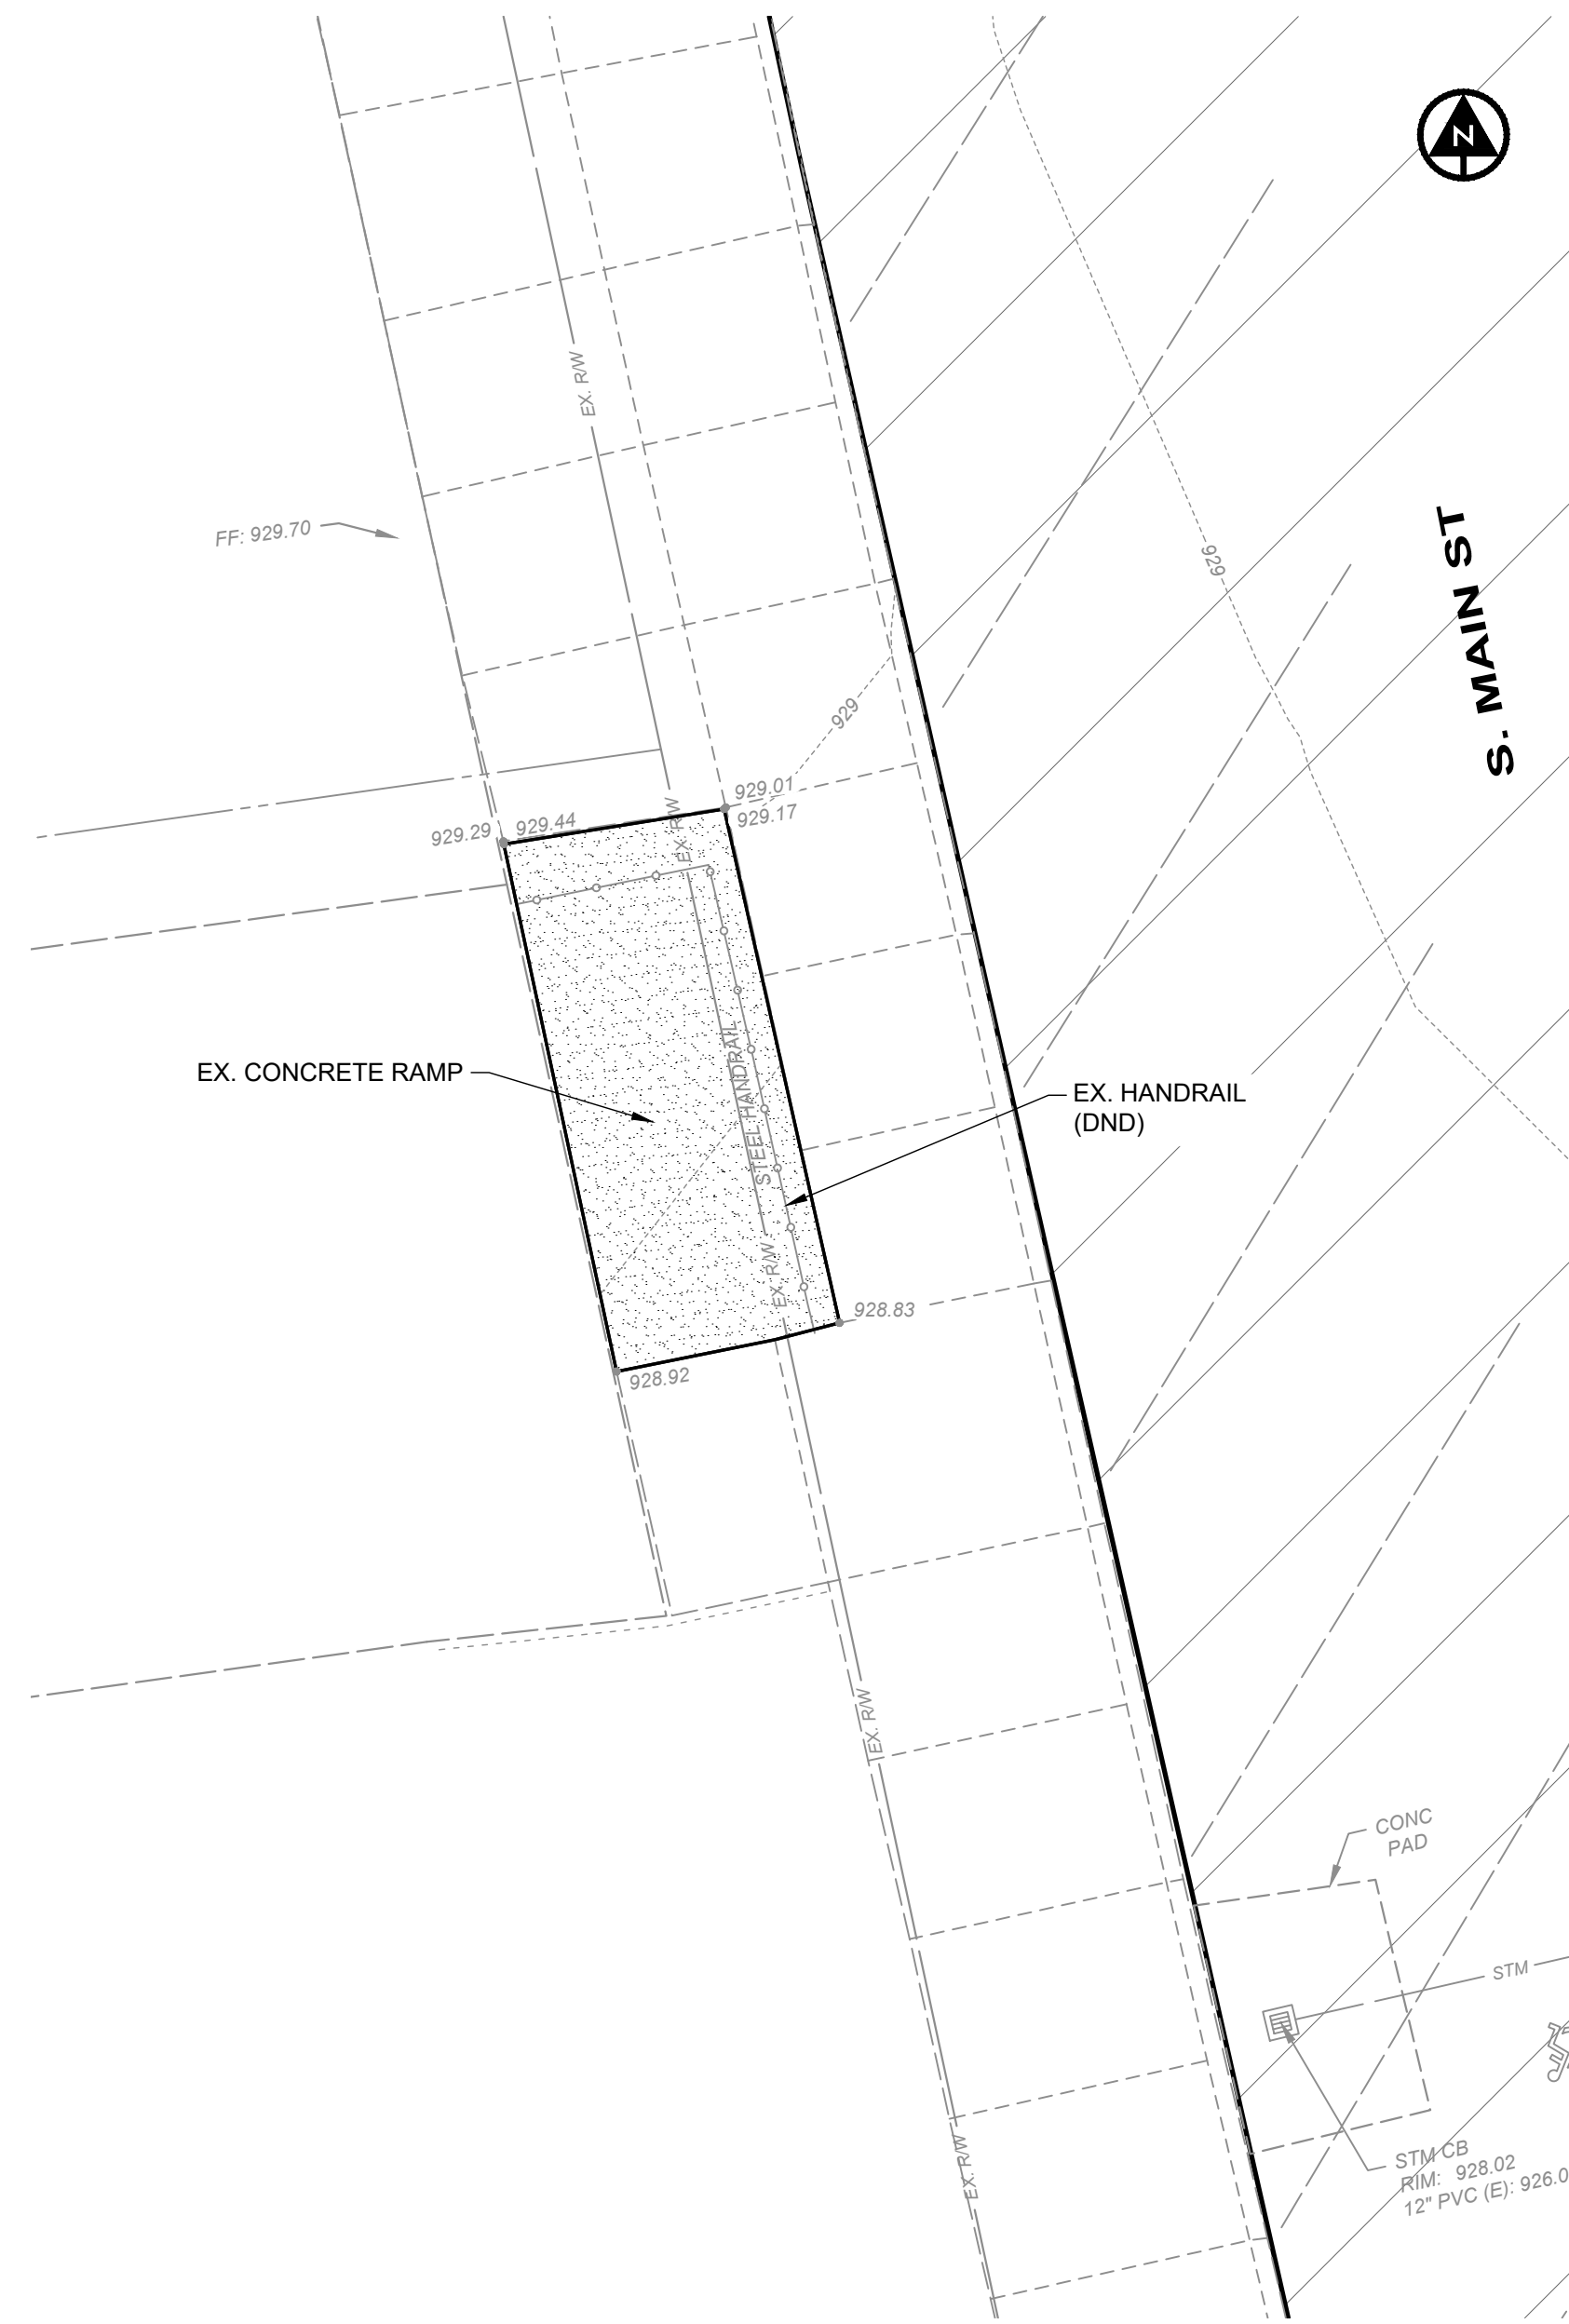 N
EX. R/W
FF: 929.70
929
S. MAIN ST
929
929.01
929.29
929.44
929.17
EX. R/W
EX. CONCRETE RAMP
STEEL HANDRAIL
EX. HANDRAIL
(DND)
EX. R/W
928.83
928.92
EX. R/W
CONC
PAD
STM
EX. R/W
STM CB
RIM: 928.02
12" PVC (E): 926.0